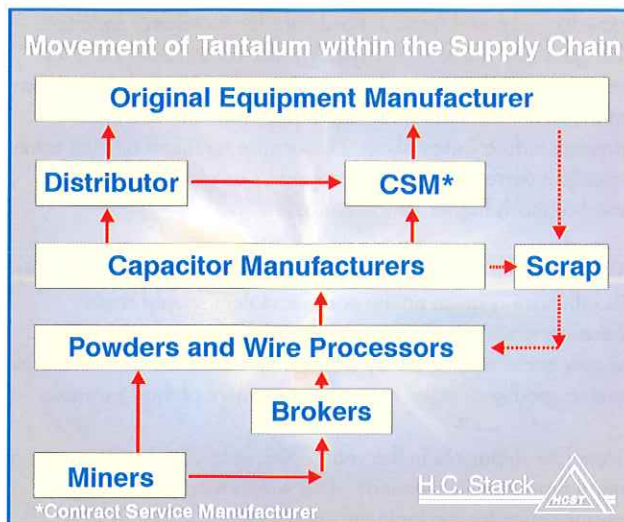 Movement of Tantalum within the Supply Chain
Original Equipment Manufacturer
Distributor
CSM*
Capacitor Manufacturers
Scrap
Powders and Wire Processors
Brokers
Miners
H.C. Starck
HCST
*Contract Service Manufacturer